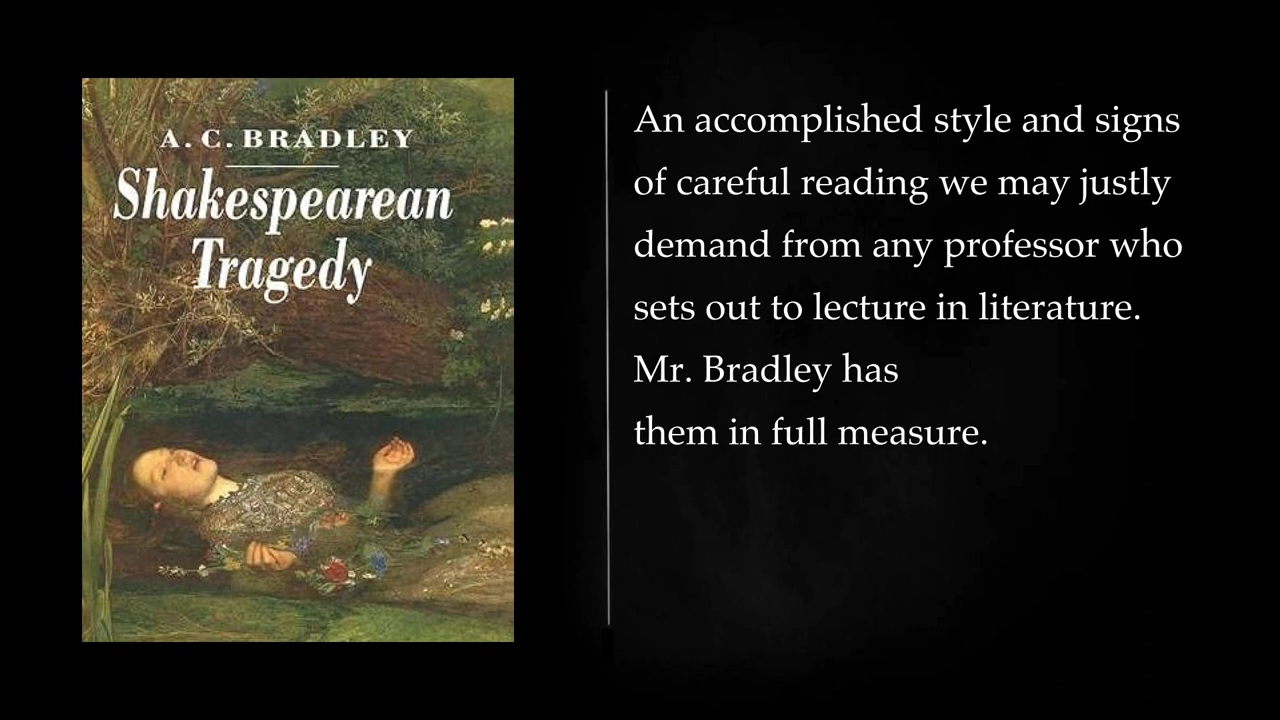 A. C. BRADLEY
Shakespearean
Tragedy
An accomplished style and signs
of careful reading we may justly
demand from any professor who
sets out to lecture in literature.
Mr. Bradley has
them in full measure.